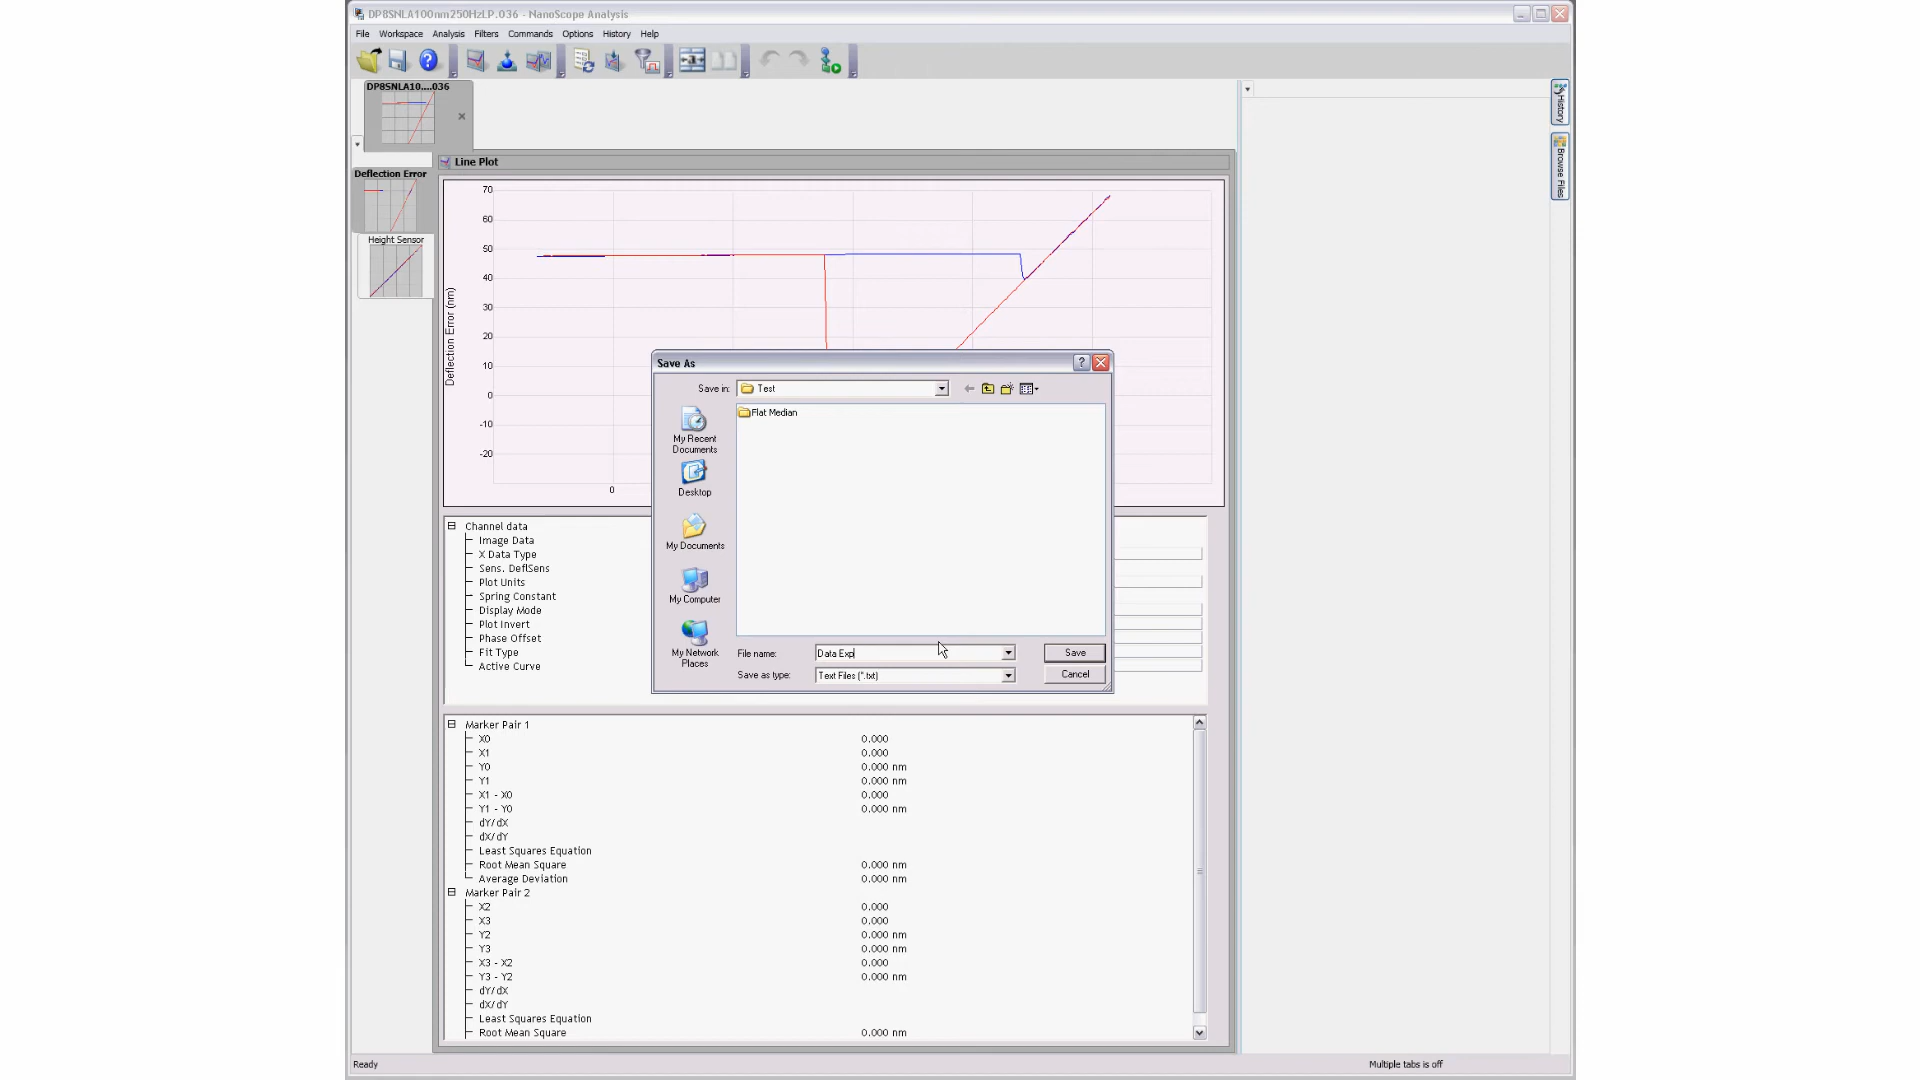 DP8SNLA100nm250HzLP.036 - NanoScope Analysis
File Workspace Analysis Filters Commands Options History Help
DP8SNLA10....036
Line Plot
Deflection Error
Height Sensor
Deflection Error (nm)
70
60
50
40
30
20
10
0
-10
-20
0
Save As
Save in:
Test
Flat Median
My Recent
Documents
Desktop
My Documents
My Computer
My Network
Places
File name:
Data Exp
Save
Save as type:
Text Files (*.txt)
Cancel
Channel data
Image Data
X Data Type
Sens. DeflSens
Plot Units
Spring Constant
Display Mode
Plot Invert
Phase Offset
Fit Type
Active Curve
Marker Pair 1
X0 0.000
X1 0.000
Y0 0.000 nm
Y1 0.000 nm
X1 - X0 0.000
Y1 - Y0 0.000 nm
dY/dX
dX/dY
Least Squares Equation
Root Mean Square 0.000 nm
Average Deviation 0.000 nm
Marker Pair 2
X2 0.000
X3 0.000
Y2 0.000 nm
Y3 0.000 nm
X3 - X2 0.000
Y3 - Y2 0.000 nm
dY/dX
dX/dY
Least Squares Equation
Root Mean Square 0.000 nm
History
Browse Files
Ready
Multiple tabs is off